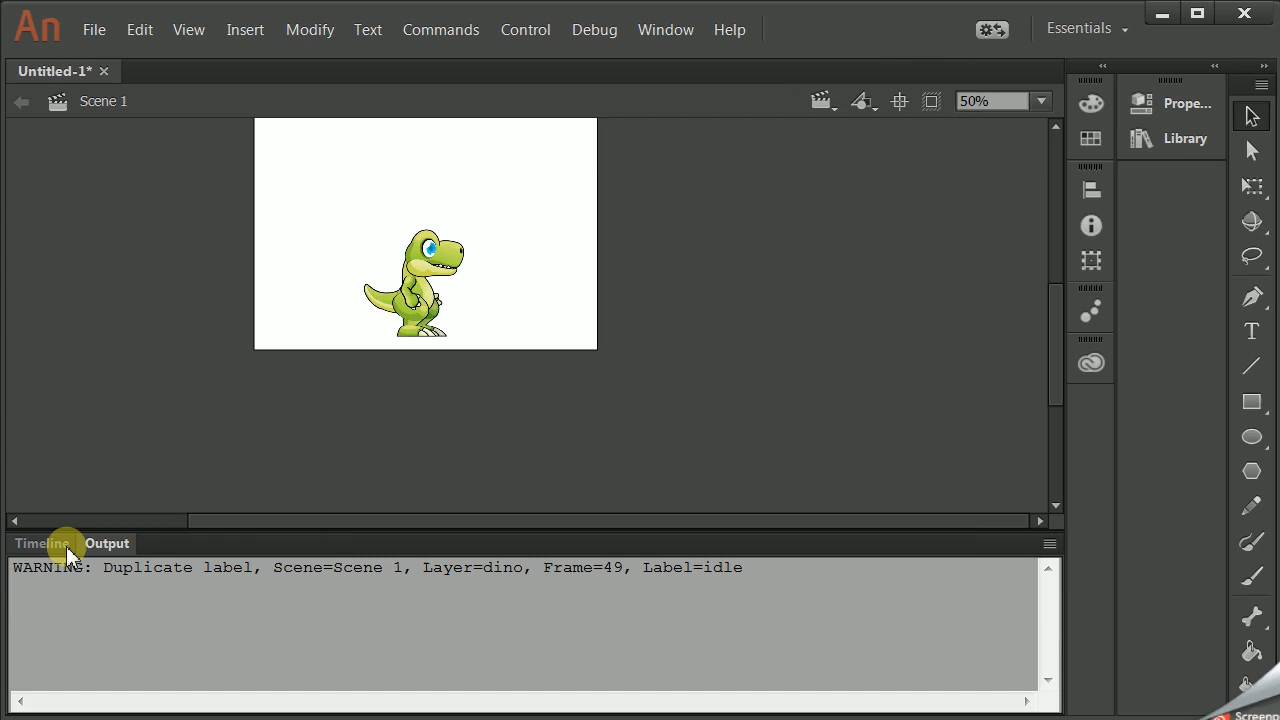 An File Edit View Insert Modify Text Commands Control Debug Window Help Essentials
Untitled-1*
Scene 1 50%
Prope...
Library
T
Timeline Output
WARNING: Duplicate label, Scene=Scene 1, Layer=dino, Frame=49, Label=idle